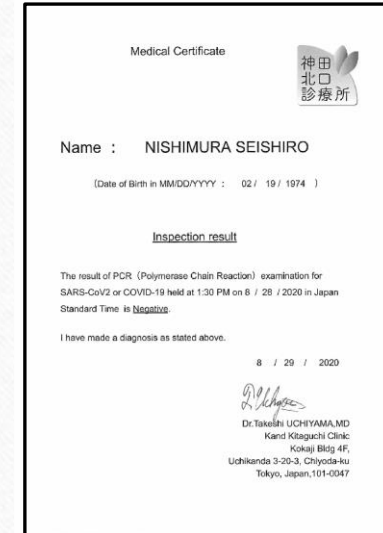 Medical Certificate
神田
北口
診療所
Name : NISHIMURA SEISHIRO
(Date of Birth in MM/DD/YYYY : 02 / 19 / 1974 )
Inspection result
The result of PCR (Polymerase Chain Reaction) examination for
SARS-CoV2 or COVID-19 held at 1:30 PM on 8 / 28 / 2020 in Japan
Standard Time is Negative.
I have made a diagnosis as stated above.
8 / 29 / 2020
Dr.Takeshi UCHIYAMA,MD
Kand Kitaguchi Clinic
Kokaji Bldg 4F,
Uchikanda 3-20-3, Chiyoda-ku
Tokyo, Japan,101-0047